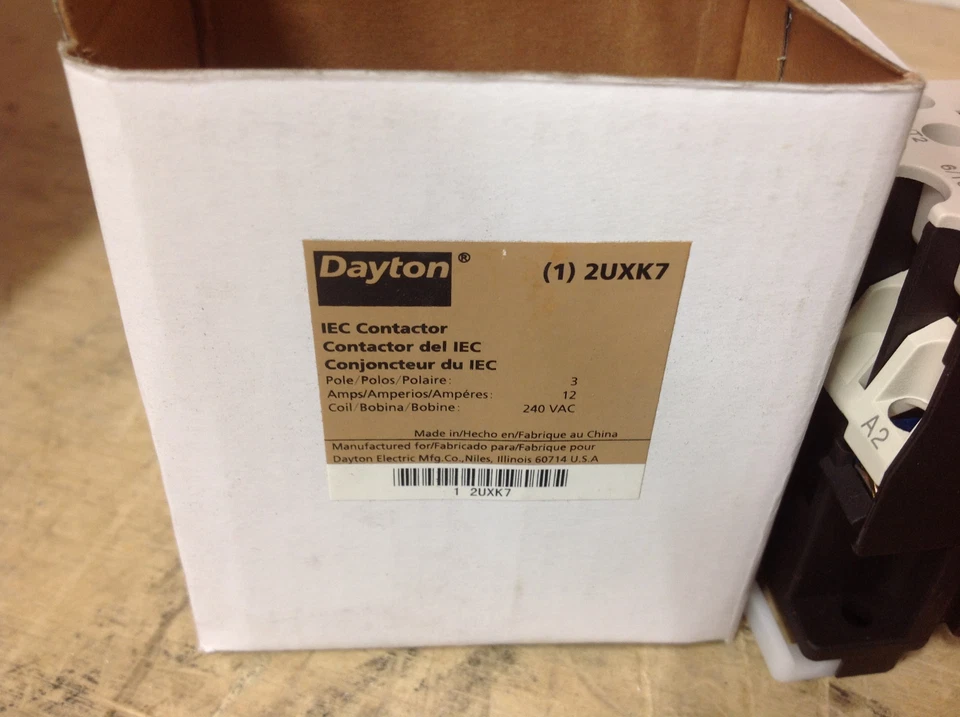 Dayton® (1) 2UXK7
IEC Contactor
Contactor del IEC
Conjoncteur du IEC
Pole/Polos/Polaire: 3
Amps/Amperios/Ampéres: 12
Coil/Bobina/Bobine: 240 VAC
Made in/Hecho en/Fabrique au China
Manufactured for/Fabricado para/Fabrique pour
Dayton Electric Mfg.Co.,Niles, Illinois 60714 U.S.A
1 2UXK7
A2